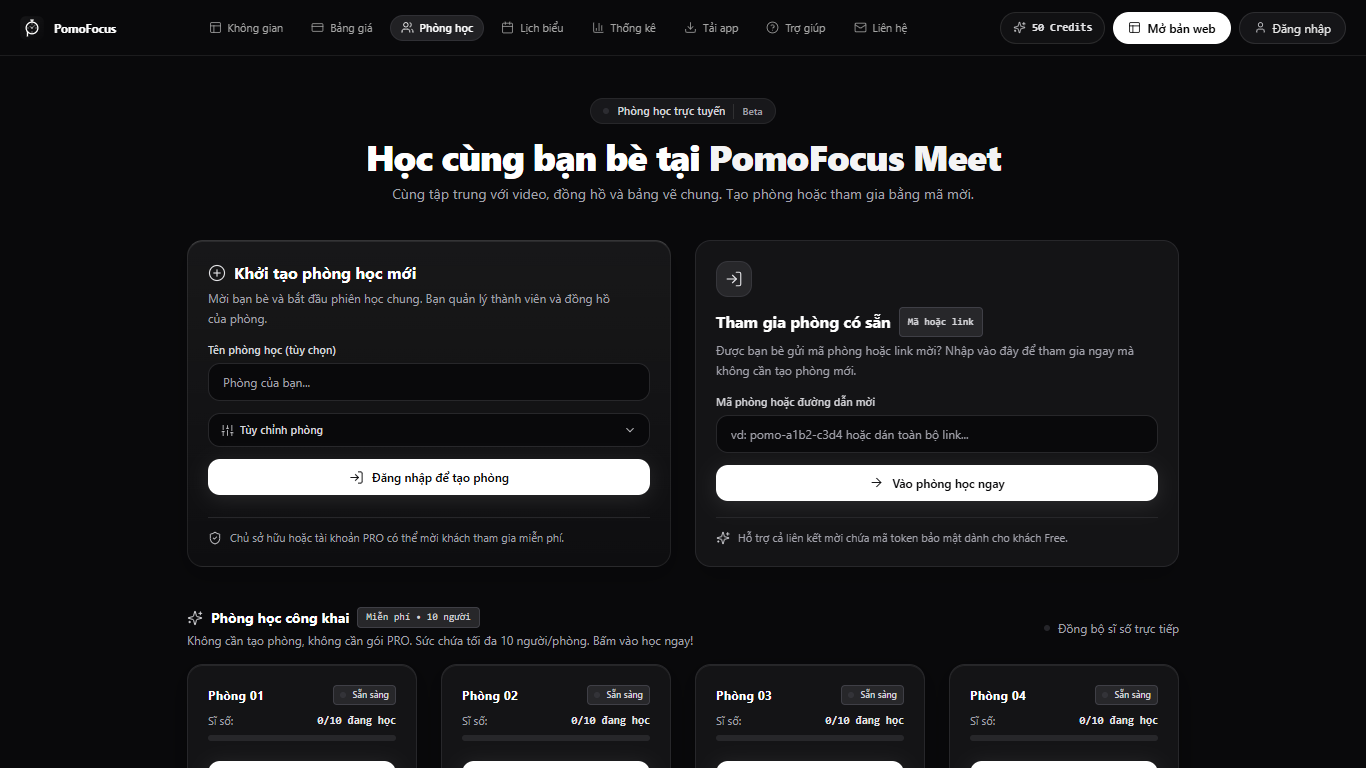 PomoFocus
Không gian
Bảng giá
Phòng học
Lịch biểu
Thống kê
Tải app
Trợ giúp
Liên hệ
50 Credits
Mở bản web
Đăng nhập
Phòng học trực tuyến
Beta
Học cùng bạn bè tại PomoFocus Meet
Cùng tập trung với video, đồng hồ và bảng vẽ chung. Tạo phòng hoặc tham gia bằng mã mời.
Khởi tạo phòng học mới
Mời bạn bè và bắt đầu phiên học chung. Bạn quản lý thành viên và đồng hồ
của phòng.
Tên phòng học (tùy chọn)
Phòng của bạn...
Tùy chỉnh phòng
Đăng nhập để tạo phòng
Chủ sở hữu hoặc tài khoản PRO có thể mời khách tham gia miễn phí.
Tham gia phòng có sẵn
Mã hoặc link
Được bạn bè gửi mã phòng hoặc link mời? Nhập vào đây để tham gia ngay mà
không cần tạo phòng mới.
Mã phòng hoặc đường dẫn mời
vd: pomo-a1b2-c3d4 hoặc dán toàn bộ link...
Vào phòng học ngay
Hỗ trợ cả liên kết mời chứa mã token bảo mật dành cho khách Free.
Phòng học công khai
Miễn phí • 10 người
Không cần tạo phòng, không cần gói PRO. Sức chứa tối đa 10 người/phòng. Bấm vào học ngay!
Đồng bộ sĩ số trực tiếp
Phòng 01
Sẵn sàng
Sĩ số:
0/10 đang học
Phòng 02
Sẵn sàng
Sĩ số:
0/10 đang học
Phòng 03
Sẵn sàng
Sĩ số:
0/10 đang học
Phòng 04
Sẵn sàng
Sĩ số:
0/10 đang học